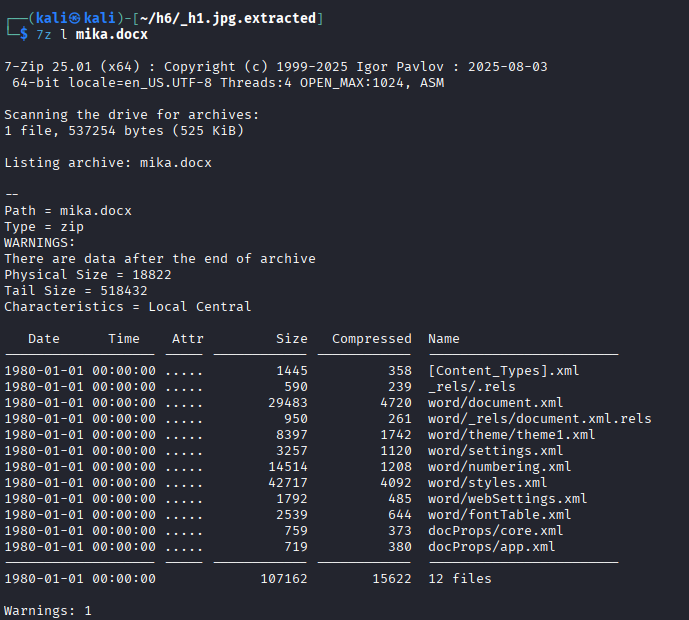 ┌──(kali㉿kali)-[~/h6/_h1.jpg.extracted]
└─$ 7z l mika.docx
7-Zip 25.01 (x64) : Copyright (c) 1999-2025 Igor Pavlov : 2025-08-03
64-bit locale=en_US.UTF-8 Threads:4 OPEN_MAX:1024, ASM
Scanning the drive for archives:
1 file, 537254 bytes (525 KiB)
Listing archive: mika.docx
--
Path = mika.docx
Type = zip
WARNINGS:
There are data after the end of archive
Physical Size = 18822
Tail Size = 518432
Characteristics = Local Central
Date Time Attr Size Compressed Name
------------------- ----- ------------ ------------ ------------------------
1980-01-01 00:00:00 ..... 1445 358 [Content_Types].xml
1980-01-01 00:00:00 ..... 590 239 _rels/.rels
1980-01-01 00:00:00 ..... 29483 4720 word/document.xml
1980-01-01 00:00:00 ..... 950 261 word/_rels/document.xml.rels
1980-01-01 00:00:00 ..... 8397 1742 word/theme/theme1.xml
1980-01-01 00:00:00 ..... 3257 1120 word/settings.xml
1980-01-01 00:00:00 ..... 14514 1208 word/numbering.xml
1980-01-01 00:00:00 ..... 42717 4092 word/styles.xml
1980-01-01 00:00:00 ..... 1792 485 word/webSettings.xml
1980-01-01 00:00:00 ..... 2539 644 word/fontTable.xml
1980-01-01 00:00:00 ..... 759 373 docProps/core.xml
1980-01-01 00:00:00 ..... 719 380 docProps/app.xml
------------------- ----- ------------ ------------ ------------------------
1980-01-01 00:00:00 107162 15622 12 files
Warnings: 1